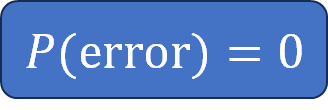 P(error) = 0